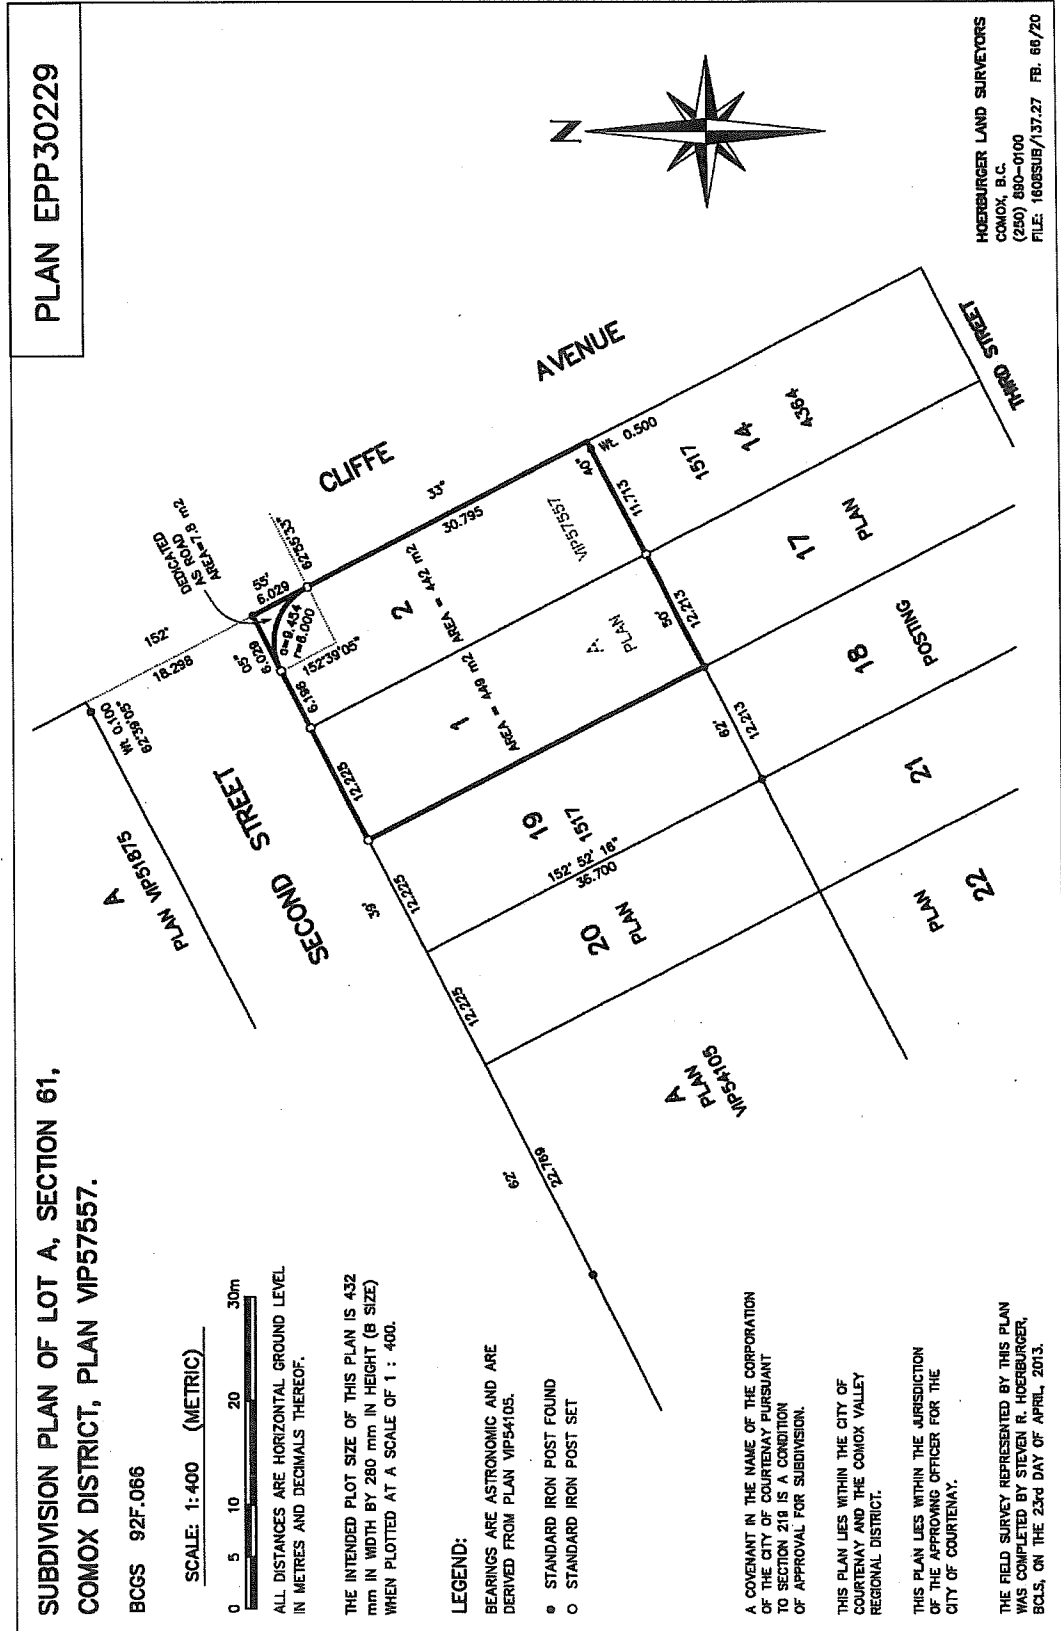 SUBDIVISION PLAN OF LOT A, SECTION 61,
COMOX DISTRICT, PLAN VIP57557.
PLAN EPP30229
BCGS 92F.066
SCALE: 1:400 (METRIC)
0 5 10 20 30m
ALL DISTANCES ARE HORIZONTAL GROUND LEVEL
IN METRES AND DECIMALS THEREOF.
THE INTENDED PLOT SIZE OF THIS PLAN IS 432
mm IN WIDTH BY 280 mm IN HEIGHT (B SIZE)
WHEN PLOTTED AT A SCALE OF 1 : 400.
LEGEND:
BEARINGS ARE ASTRONOMIC AND ARE
DERIVED FROM PLAN VIP54105.
STANDARD IRON POST FOUND
STANDARD IRON POST SET
A COVENANT IN THE NAME OF THE CORPORATION
OF THE CITY OF COURTENAY PURSUANT
TO SECTION 219 IS A CONDITION
OF APPROVAL FOR SUBDIVISION.
THIS PLAN LIES WITHIN THE CITY OF
COURTENAY AND THE COMOX VALLEY
REGIONAL DISTRICT.
THIS PLAN LIES WITHIN THE JURISDICTION
OF THE APPROVING OFFICER FOR THE
CITY OF COURTENAY.
THE FIELD SURVEY REPRESENTED BY THIS PLAN
WAS COMPLETED BY STEVEN R. HOERBURGER,
BCLS, ON THE 23rd DAY OF APRIL, 2013.
A
PLAN VIP51875
Wt. 0.100
62°39'05"
152°
18.298
SECOND STREET
DEDICATED
AS ROAD
AREA=7.8 m2
55'
6.029
62°55'33"
05"
6.029
a=9.454
r=6.000
152°39'05"
6.196
12.225
39'
12.225
12.225
62°
22.769
CLIFFE AVENUE
33"
30.795
2
AREA = 442 m2
1
AREA = 449 m2
A
PLAN
VIP57557
40"
Wt. 0.500
11.713
50'
12.213
62°
12.213
19
1517
152° 52' 16"
36.700
20
PLAN
A
PLAN
VIP54105
1517
14
4364
17
PLAN
18
POSTING
21
PLAN
22
THIRD STREET
N
HOERBURGER LAND SURVEYORS
COMOX, B.C.
(250) 890-0100
FILE: 1608SUB/137.27 FB. 66/20